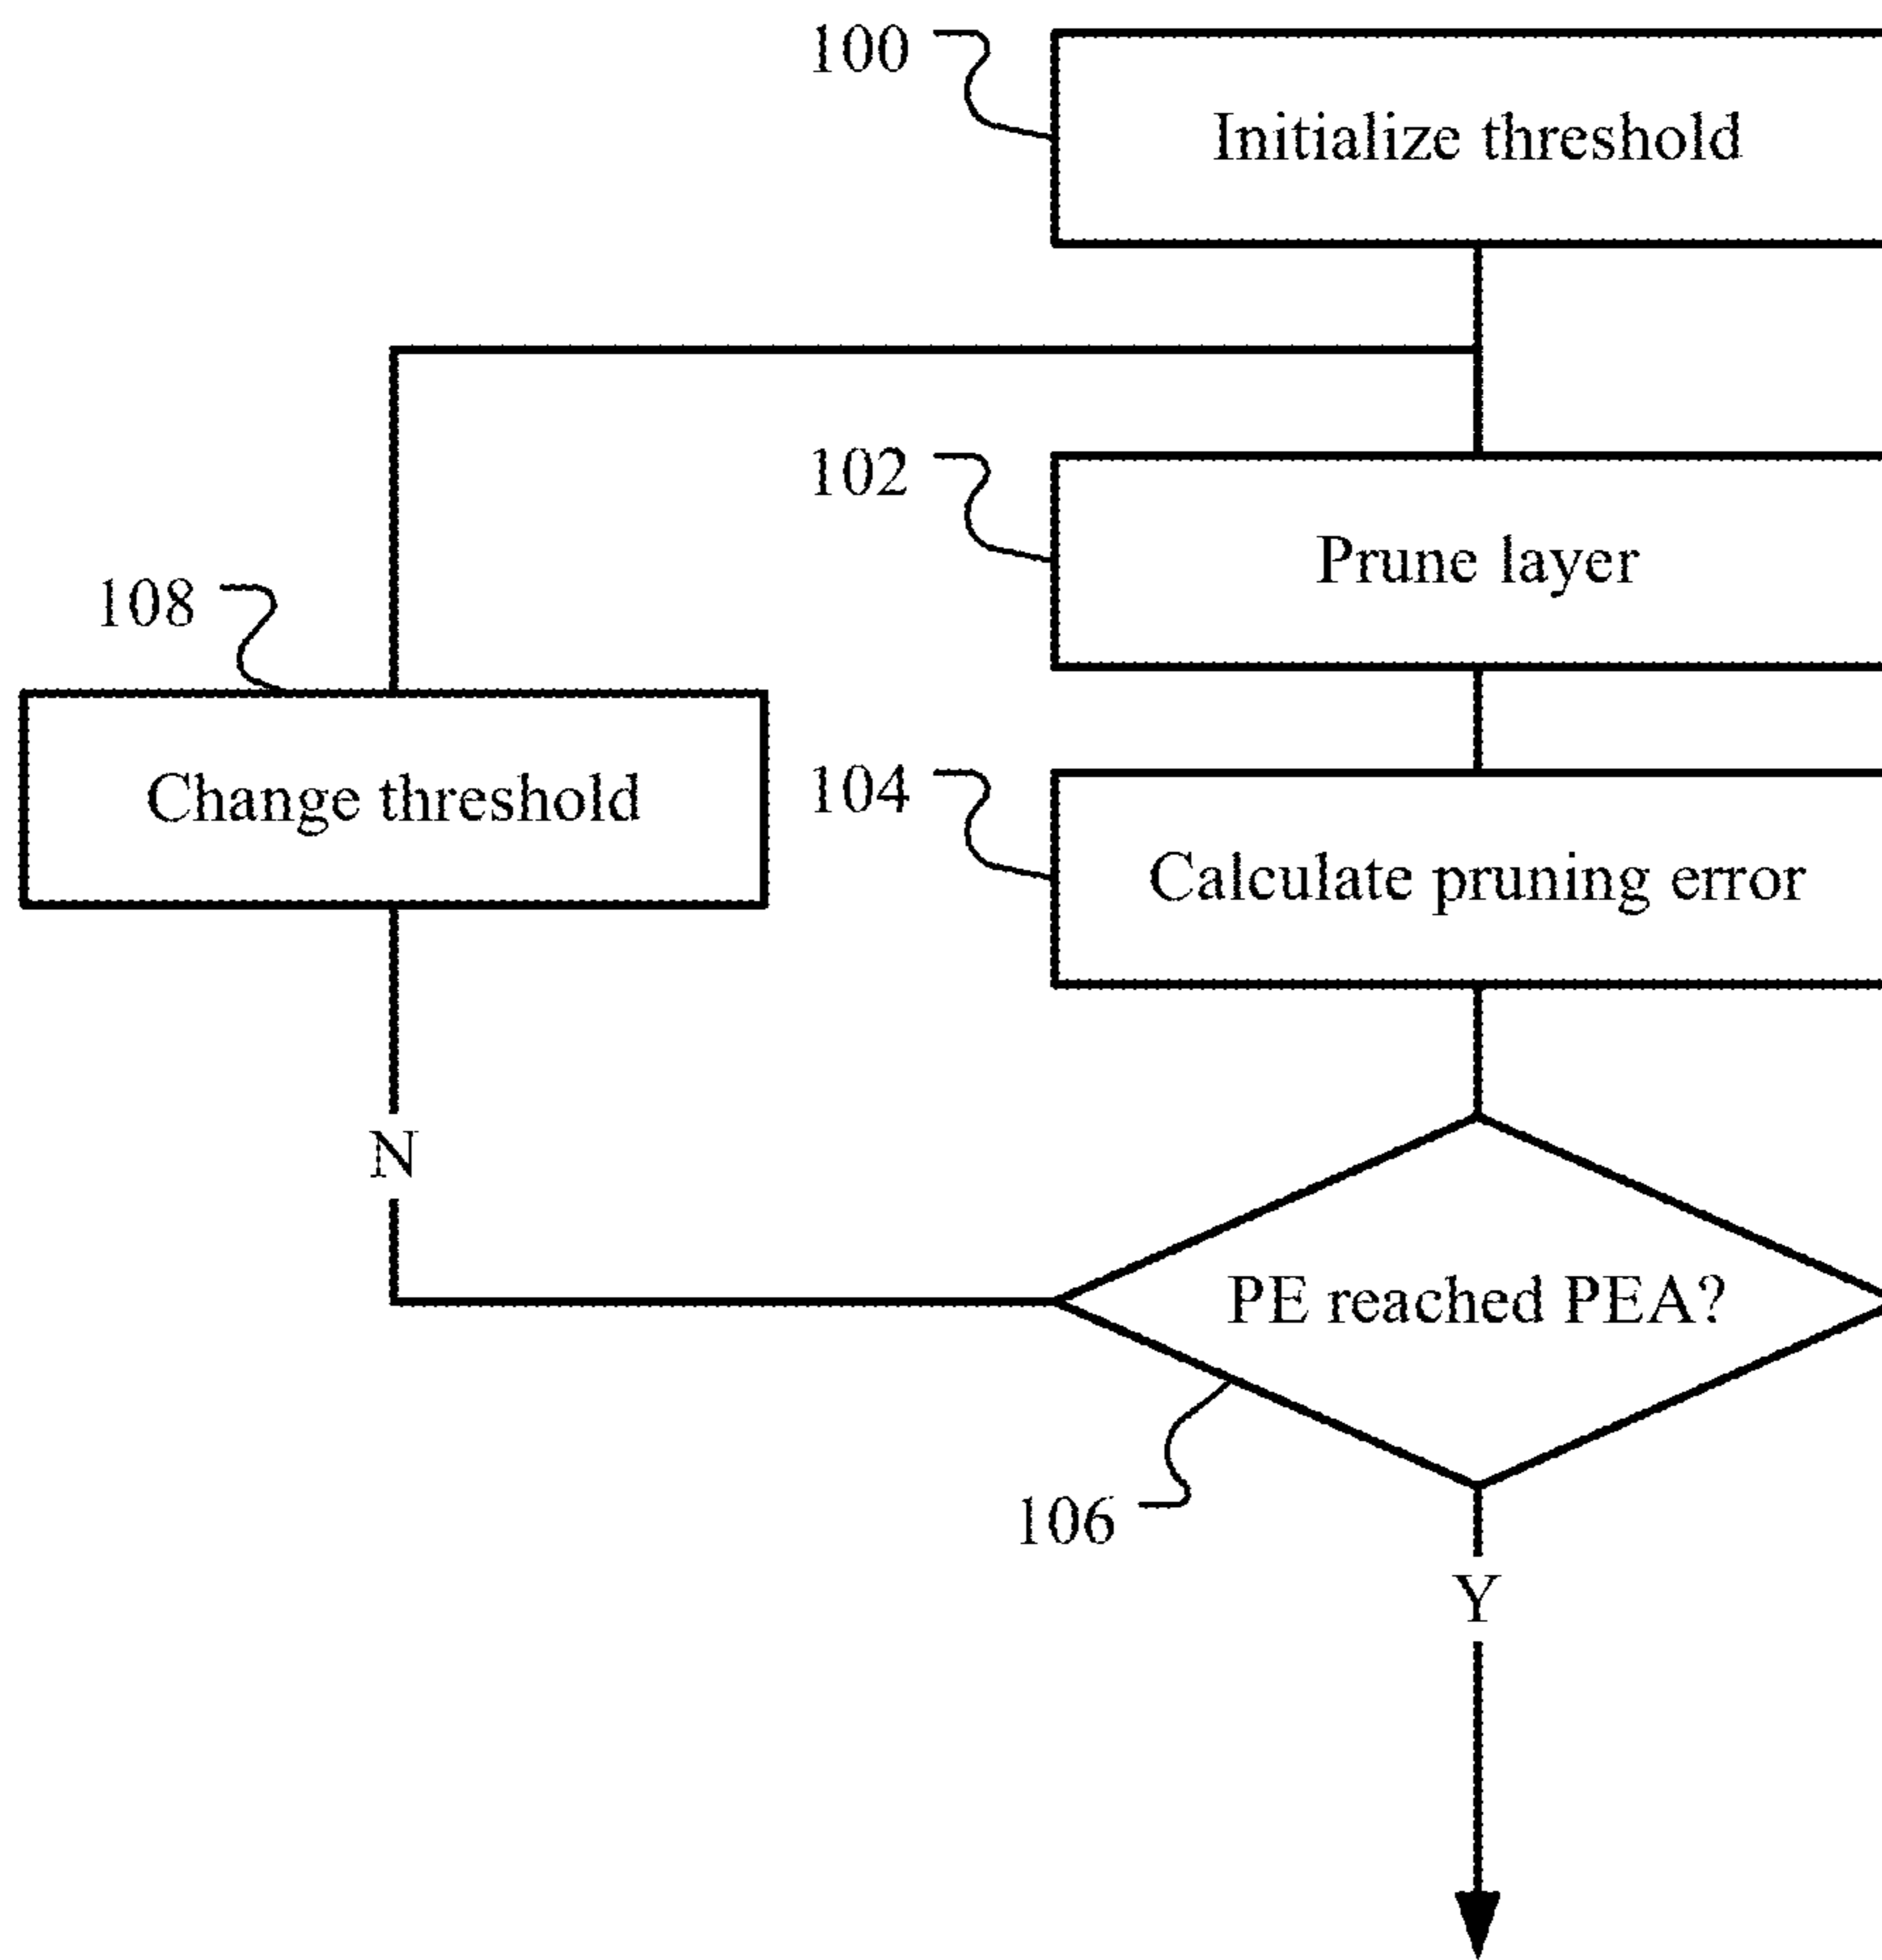 100
Initialize threshold
102
Prune layer
108
Change threshold
104
Calculate pruning error
N
PE reached PEA?
106
Y